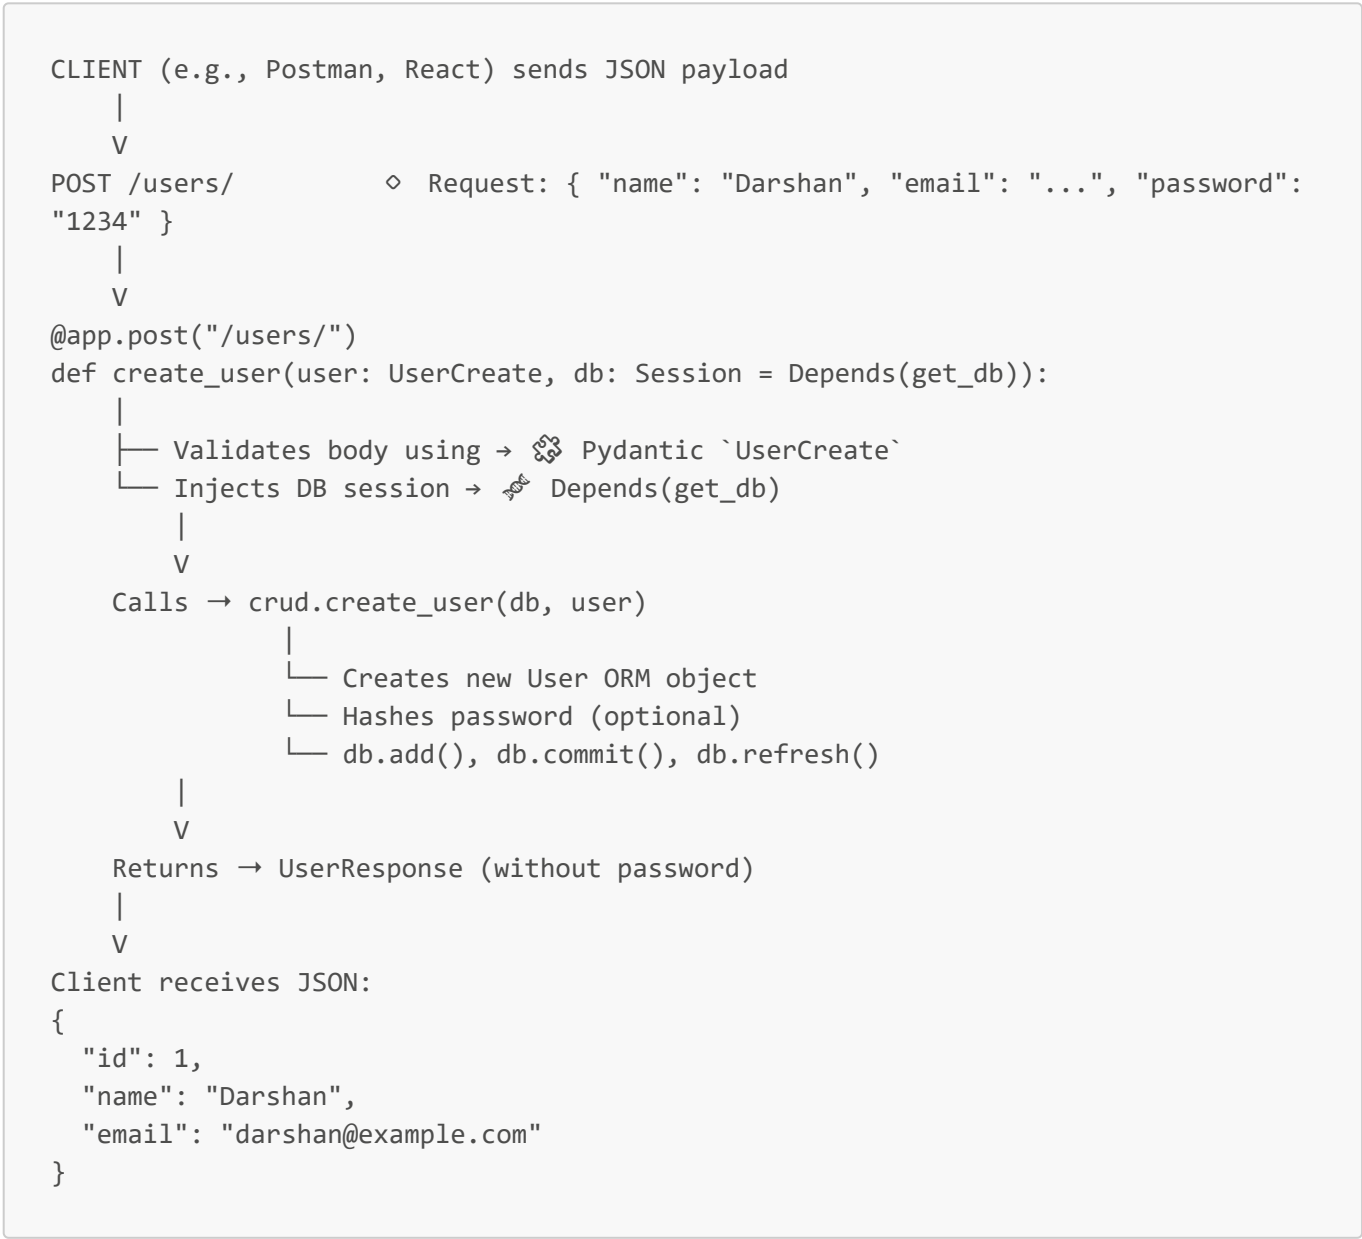 CLIENT (e.g., Postman, React) sends JSON payload
    |
    V
POST /users/          🔹 Request: { "name": "Darshan", "email": "...", "password":
"1234" }
    |
    V
@app.post("/users/")
def create_user(user: UserCreate, db: Session = Depends(get_db)):
    |
    ├── Validates body using → 🧩 Pydantic `UserCreate`
    └── Injects DB session → 🧬 Depends(get_db)
        |
        V
    Calls → crud.create_user(db, user)
               |
               └── Creates new User ORM object
               └── Hashes password (optional)
               └── db.add(), db.commit(), db.refresh()
        |
        V
    Returns → UserResponse (without password)
    |
    V
Client receives JSON:
{
  "id": 1,
  "name": "Darshan",
  "email": "darshan@example.com"
}